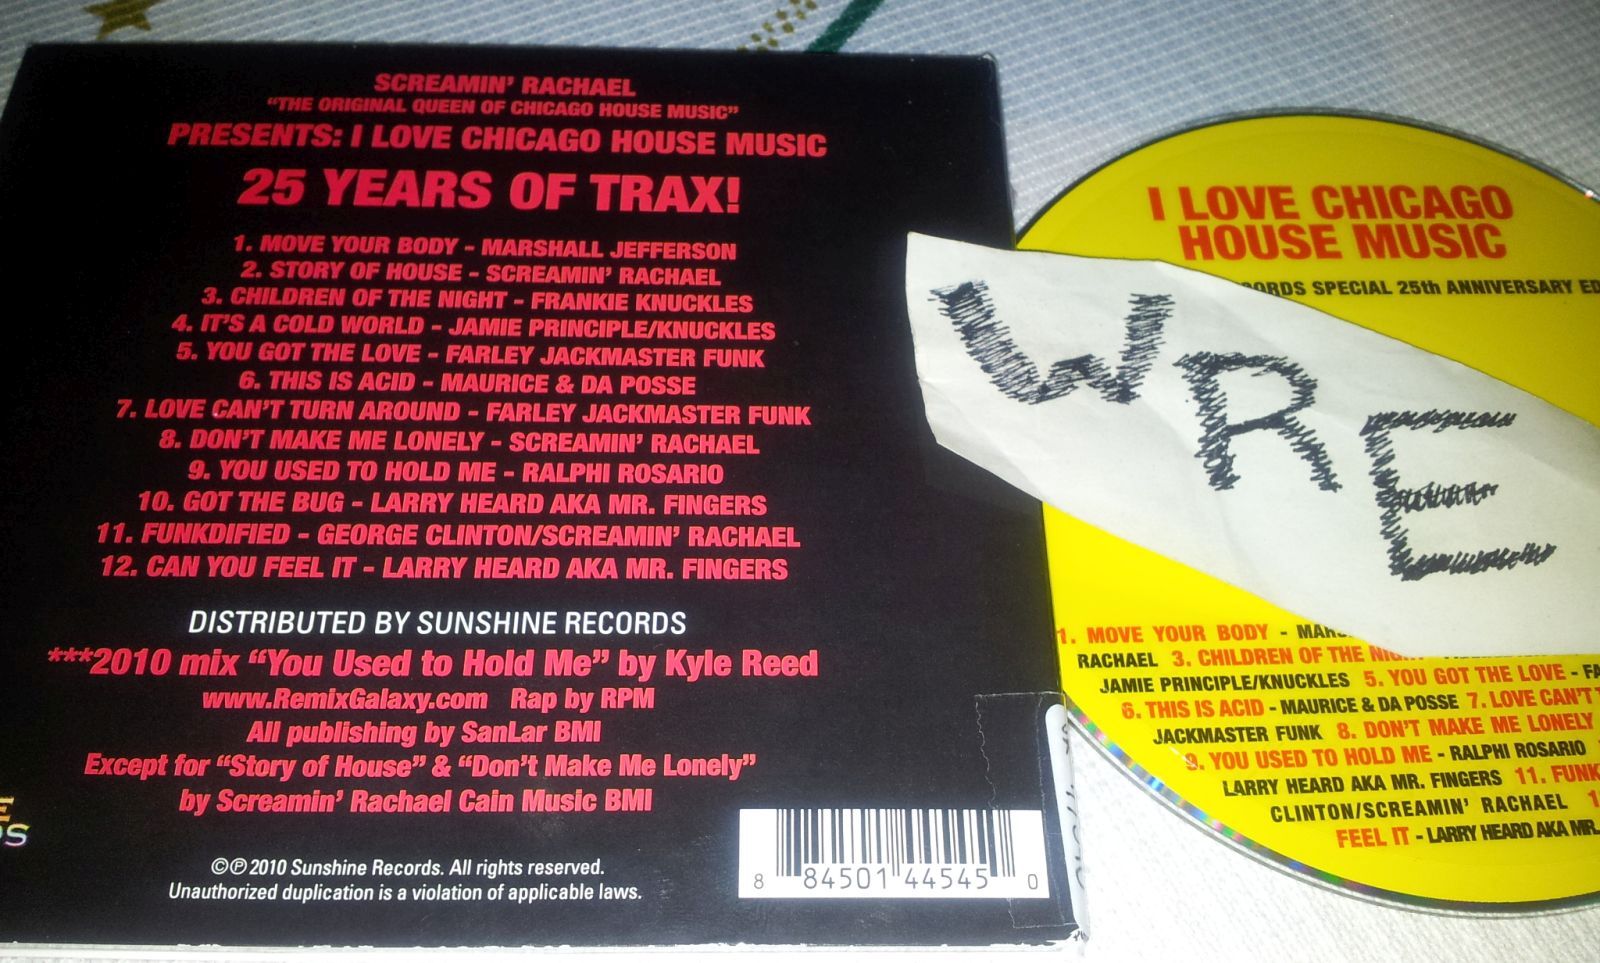 SCREAMIN' RACHAEL
"THE ORIGINAL QUEEN OF CHICAGO HOUSE MUSIC"
PRESENTS: I LOVE CHICAGO HOUSE MUSIC
25 YEARS OF TRAX!
1. MOVE YOUR BODY - MARSHALL JEFFERSON
2. STORY OF HOUSE - SCREAMIN' RACHAEL
3. CHILDREN OF THE NIGHT - FRANKIE KNUCKLES
4. IT'S A COLD WORLD - JAMIE PRINCIPLE/KNUCKLES
5. YOU GOT THE LOVE - FARLEY JACKMASTER FUNK
6. THIS IS ACID - MAURICE & DA POSSE
7. LOVE CAN'T TURN AROUND - FARLEY JACKMASTER FUNK
8. DON'T MAKE ME LONELY - SCREAMIN' RACHAEL
9. YOU USED TO HOLD ME - RALPHI ROSARIO
10. GOT THE BUG - LARRY HEARD AKA MR. FINGERS
11. FUNKDIFIED - GEORGE CLINTON/SCREAMIN' RACHAEL
12. CAN YOU FEEL IT - LARRY HEARD AKA MR. FINGERS
DISTRIBUTED BY SUNSHINE RECORDS
***2010 mix "You Used to Hold Me" by Kyle Reed
www.RemixGalaxy.com Rap by RPM
All publishing by SanLar BMI
Except for "Story of House" & "Don't Make Me Lonely"
by Screamin' Rachael Cain Music BMI
©℗ 2010 Sunshine Records. All rights reserved.
Unauthorized duplication is a violation of applicable laws.
8 84501 44545 0
I LOVE CHICAGO
HOUSE MUSIC
SPECIAL 25th ANNIVERSARY
WRE
1. MOVE YOUR BODY -
RACHAEL 3. CHILDREN OF THE
JAMIE PRINCIPLE/KNUCKLES 5. YOU GOT THE LOVE -
6. THIS IS ACID - MAURICE & DA POSSE 7. LOVE CAN'T
JACKMASTER FUNK 8. DON'T MAKE ME LONELY
9. YOU USED TO HOLD ME - RALPHI ROSARIO
LARRY HEARD AKA MR. FINGERS 11.
CLINTON/SCREAMIN' RACHAEL
FEEL IT - LARRY HEARD AKA MR.